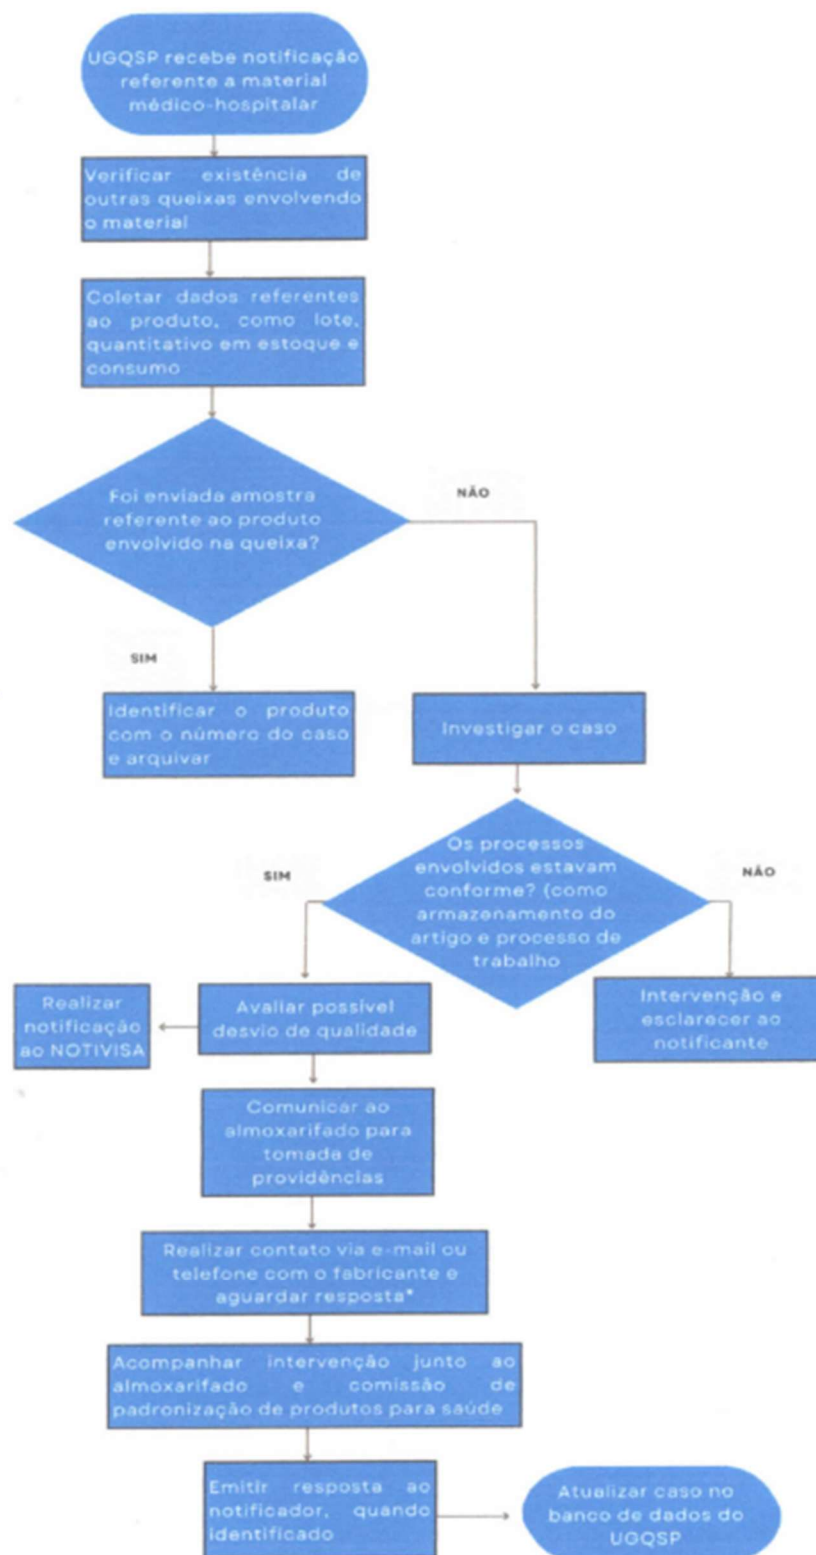 UGQSP recebe notificação
referente a material
médico-hospitalar
Verificar existência de
outras queixas envolvendo
o material
Coletar dados referentes
ao produto, como lote,
quantitativo em estoque e
consumo
Foi enviada amostra
referente ao produto
envolvido na queixa?
NÃO
SIM
Identificar o produto
com o número do caso
e arquivar
Investigar o caso
Os processos
envolvidos estavam
conforme? (como
armazenamento do
artigo e processo de
trabalho
SIM
NÃO
Realizar
notificação
ao NOTIVISA
Avaliar possível
desvio de qualidade
Intervenção e
esclarecer ao
notificante
Comunicar ao
almoxarifado para
tomada de
providências
Realizar contato via e-mail ou
telefone com o fabricante e
aguardar resposta*
Acompanhar intervenção junto ao
almoxarifado e comissão de
padronização de produtos para saúde
Emitir resposta ao
notificador, quando
identificado
Atualizar caso no
banco de dados do
UGQSP